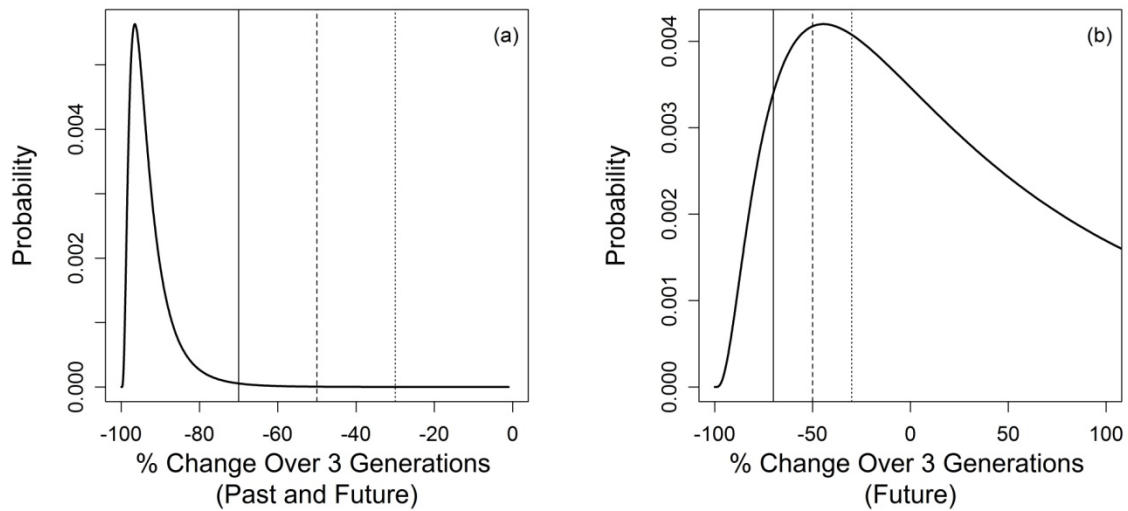 (a)
Probability
0.004
0.002
0.000
-100 -80 -60 -40 -20 0
% Change Over 3 Generations
(Past and Future)
(b)
Probability
0.004
0.003
0.002
0.001
0.000
-100 -50 0 50 100
% Change Over 3 Generations
(Future)